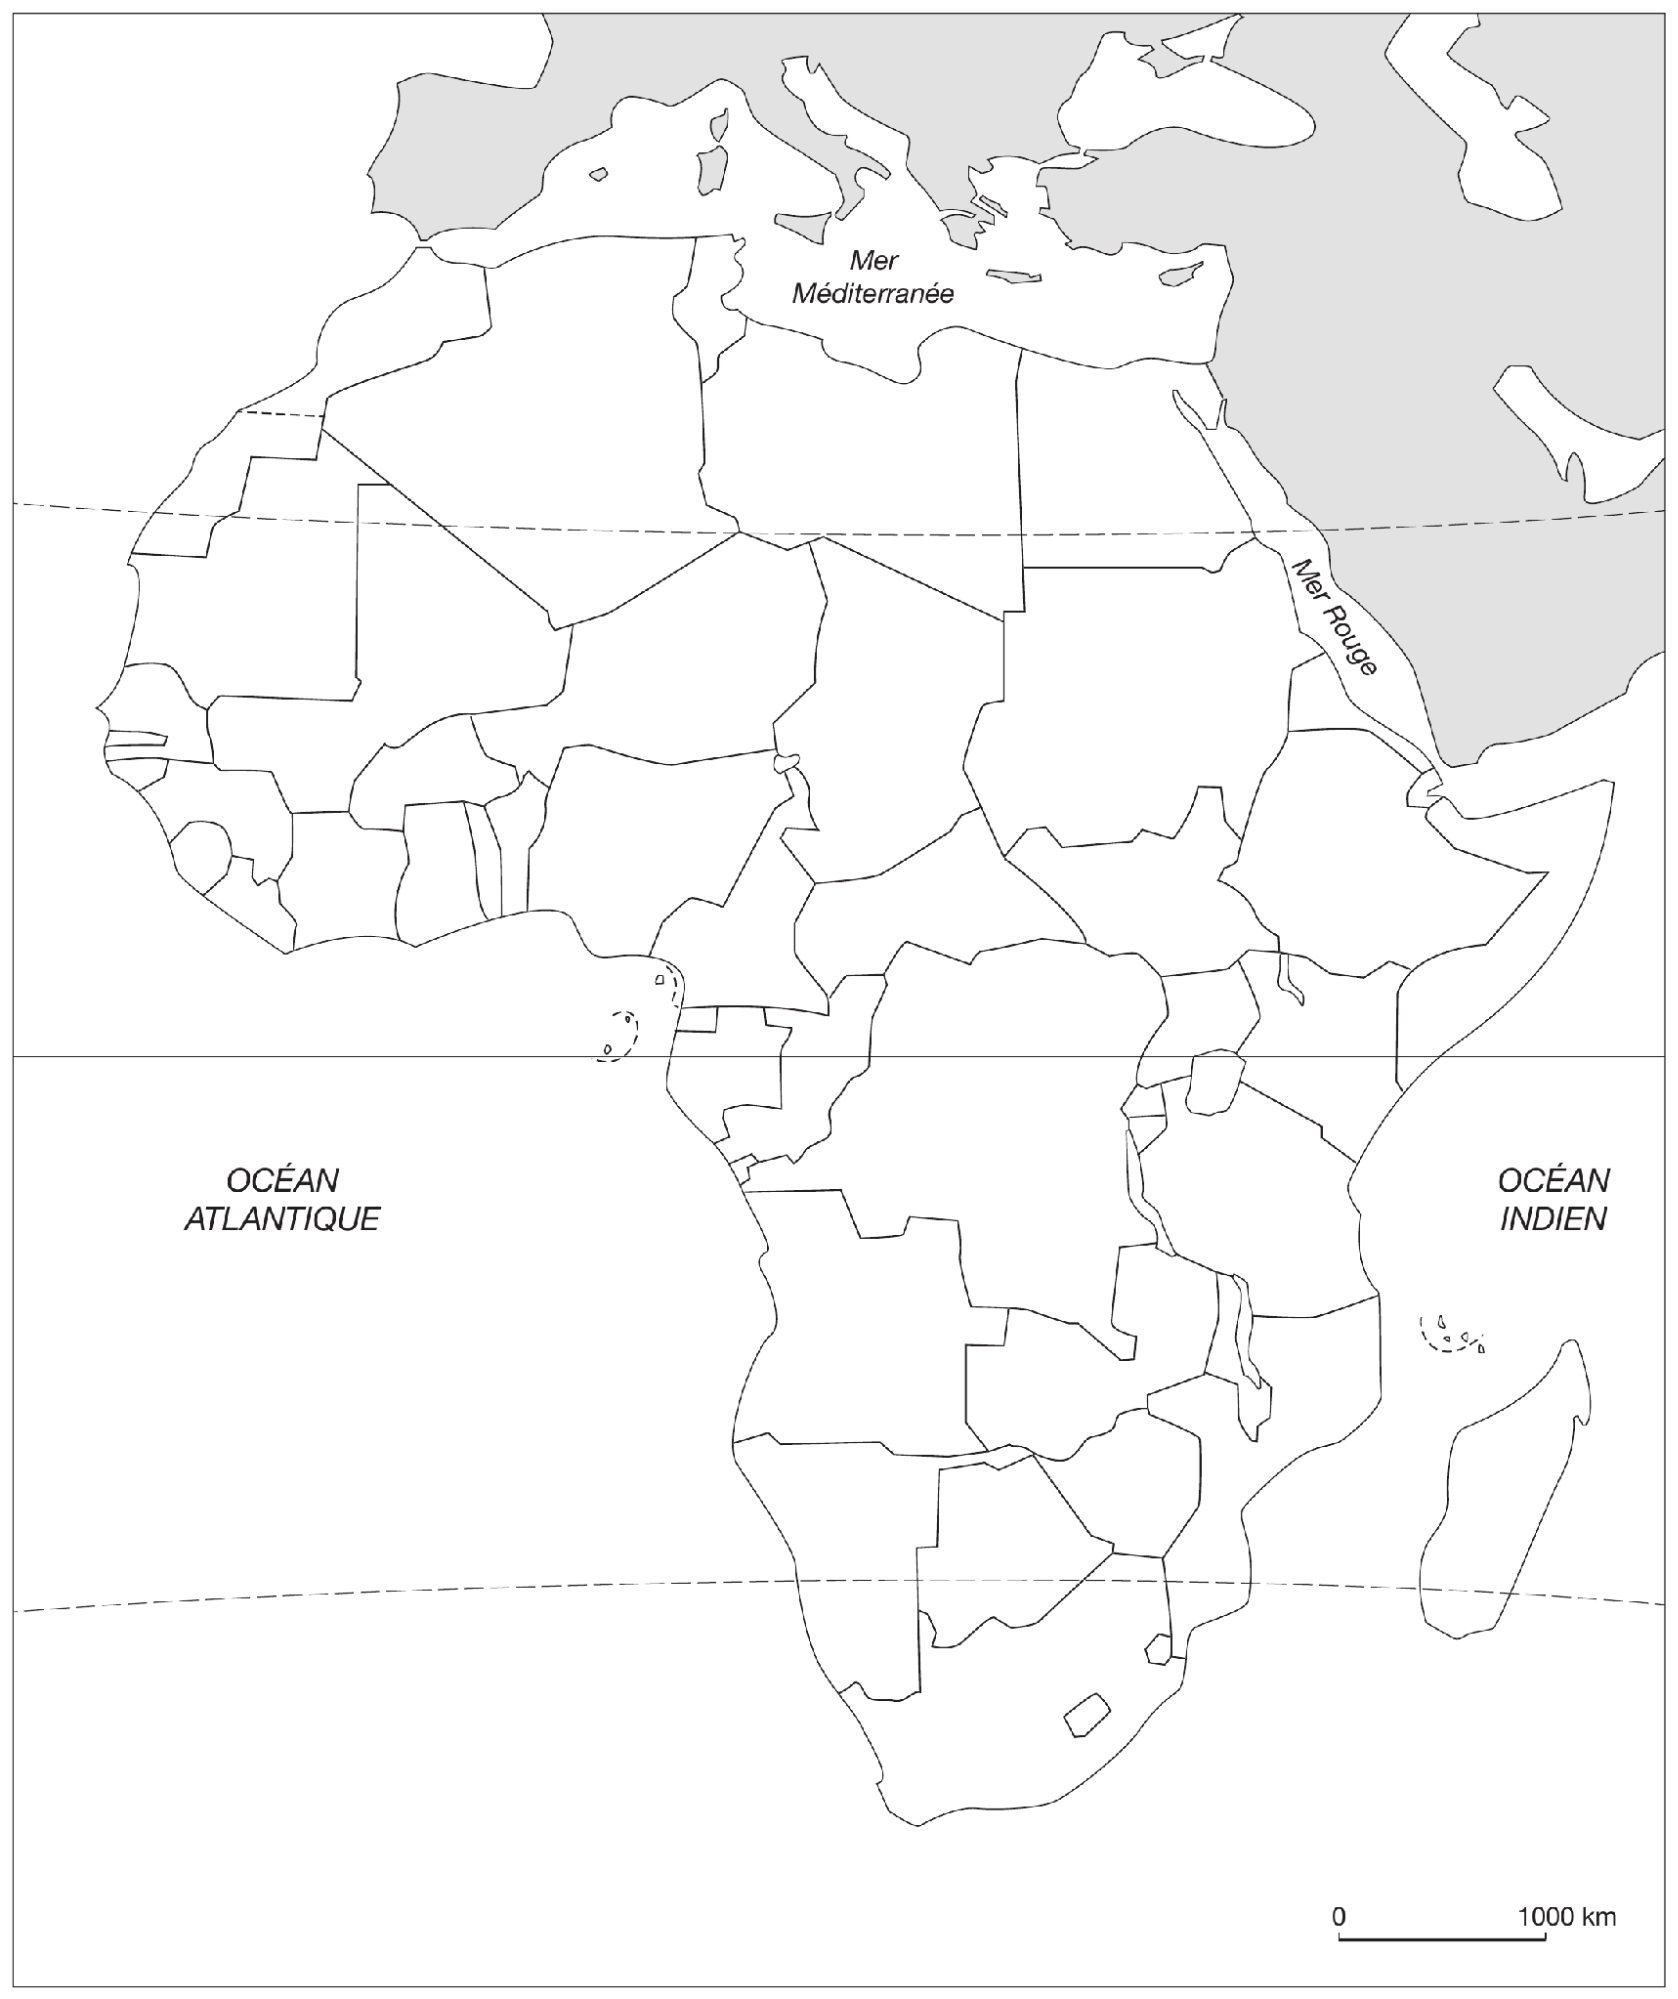 Mer
Méditerranée
Mer Rouge
OCÉAN
ATLANTIQUE
OCÉAN
INDIEN
0 1000 km